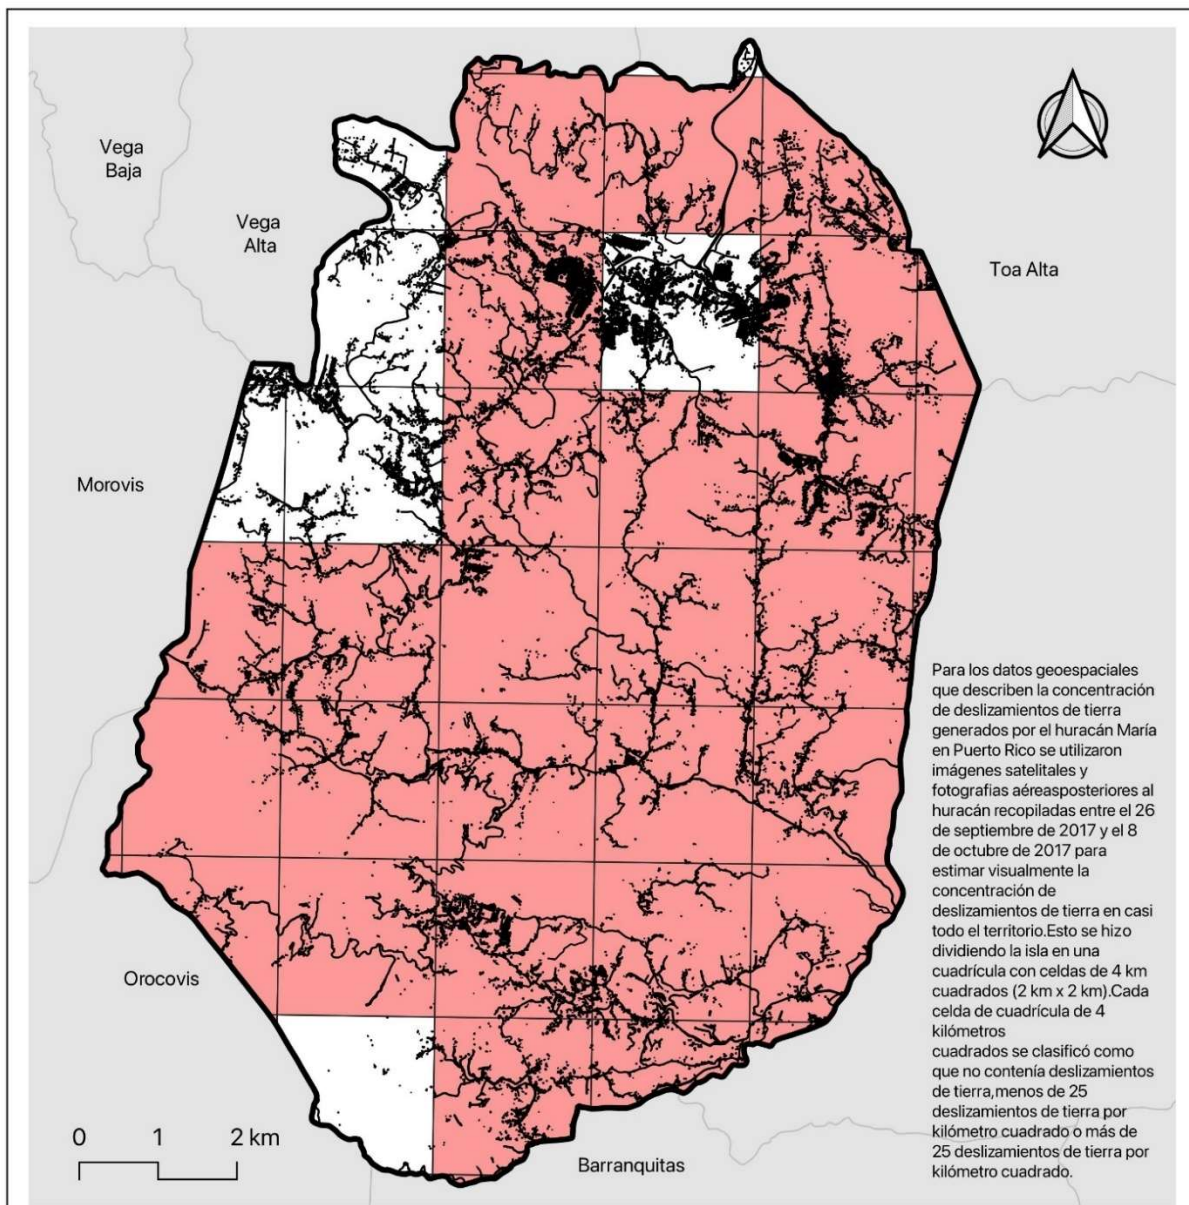 Vega
Baja
Vega
Alta
Toa Alta
Morovis
Para los datos geoespaciales
que describen la concentración
de deslizamientos de tierra
generados por el huracán María
en Puerto Rico se utilizaron
imágenes satelitales y
fotografias aéreasposteriores al
huracán recopiladas entre el 26
de septiembre de 2017 y el 8
de octubre de 2017 para
estimar visualmente la
concentración de
deslizamientos de tierra en casi
todo el territorio.Esto se hizo
dividiendo la isla en una
cuadrícula con celdas de 4 km
cuadrados (2 km x 2 km).Cada
celda de cuadrícula de 4
kilómetros
cuadrados se clasificó como
que no contenía deslizamientos
de tierra,menos de 25
deslizamientos de tierra por
kilómetro cuadrado o más de
25 deslizamientos de tierra por
kilómetro cuadrado.
Orocovis
0 1 2 km
Barranquitas